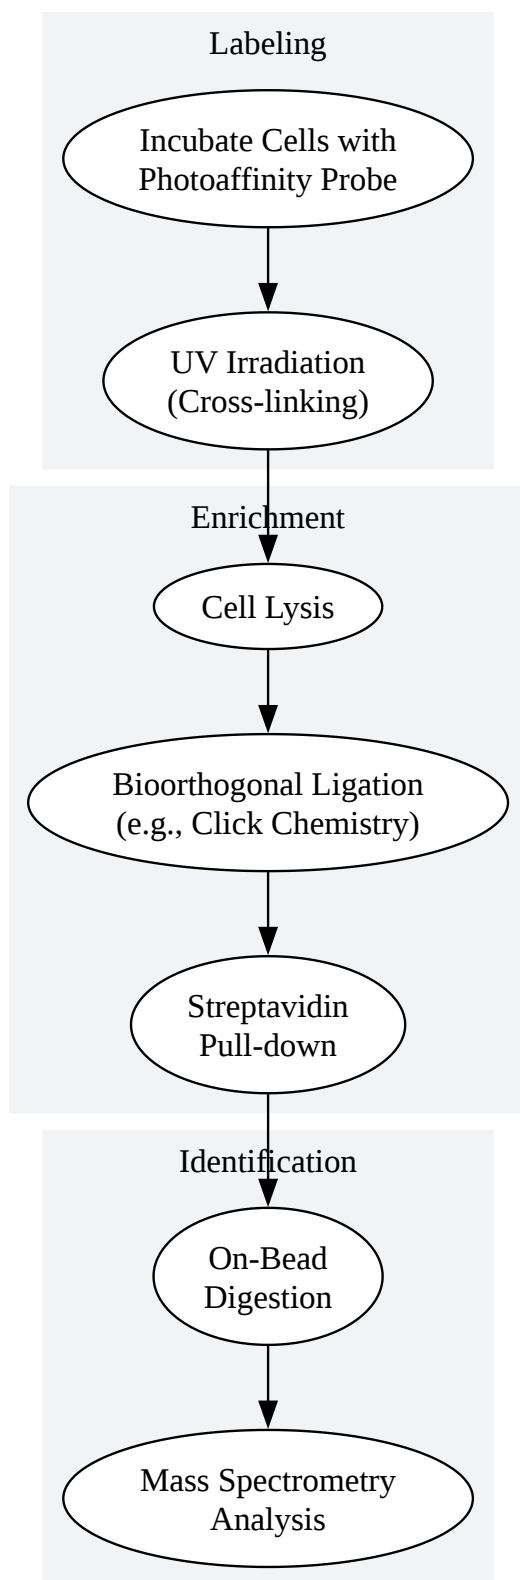 Labeling
Incubate Cells with
Photoaffinity Probe
UV Irradiation
(Cross-linking)
Enrichment
Cell Lysis
Bioorthogonal Ligation
(e.g., Click Chemistry)
Streptavidin
Pull-down
Identification
On-Bead
Digestion
Mass Spectrometry
Analysis